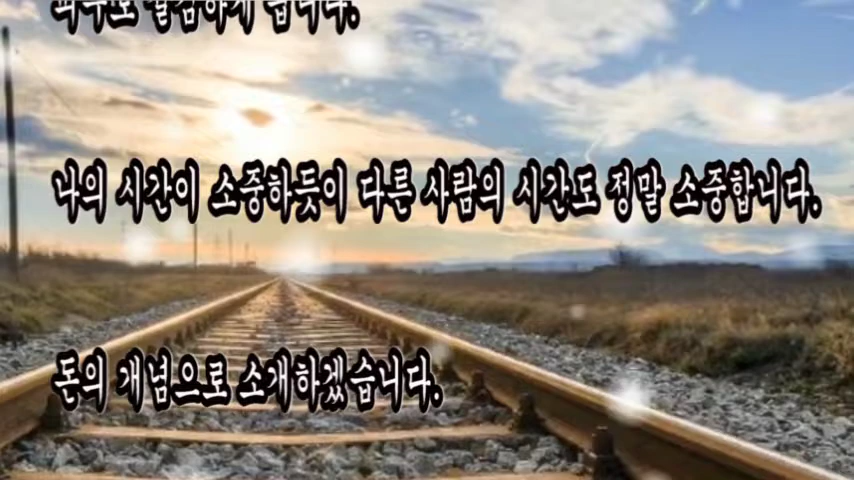 나의 시간이 소중하듯이 다른 사람의 시간도 정말 소중합니다.
돈의 개념으로 소개하겠습니다.